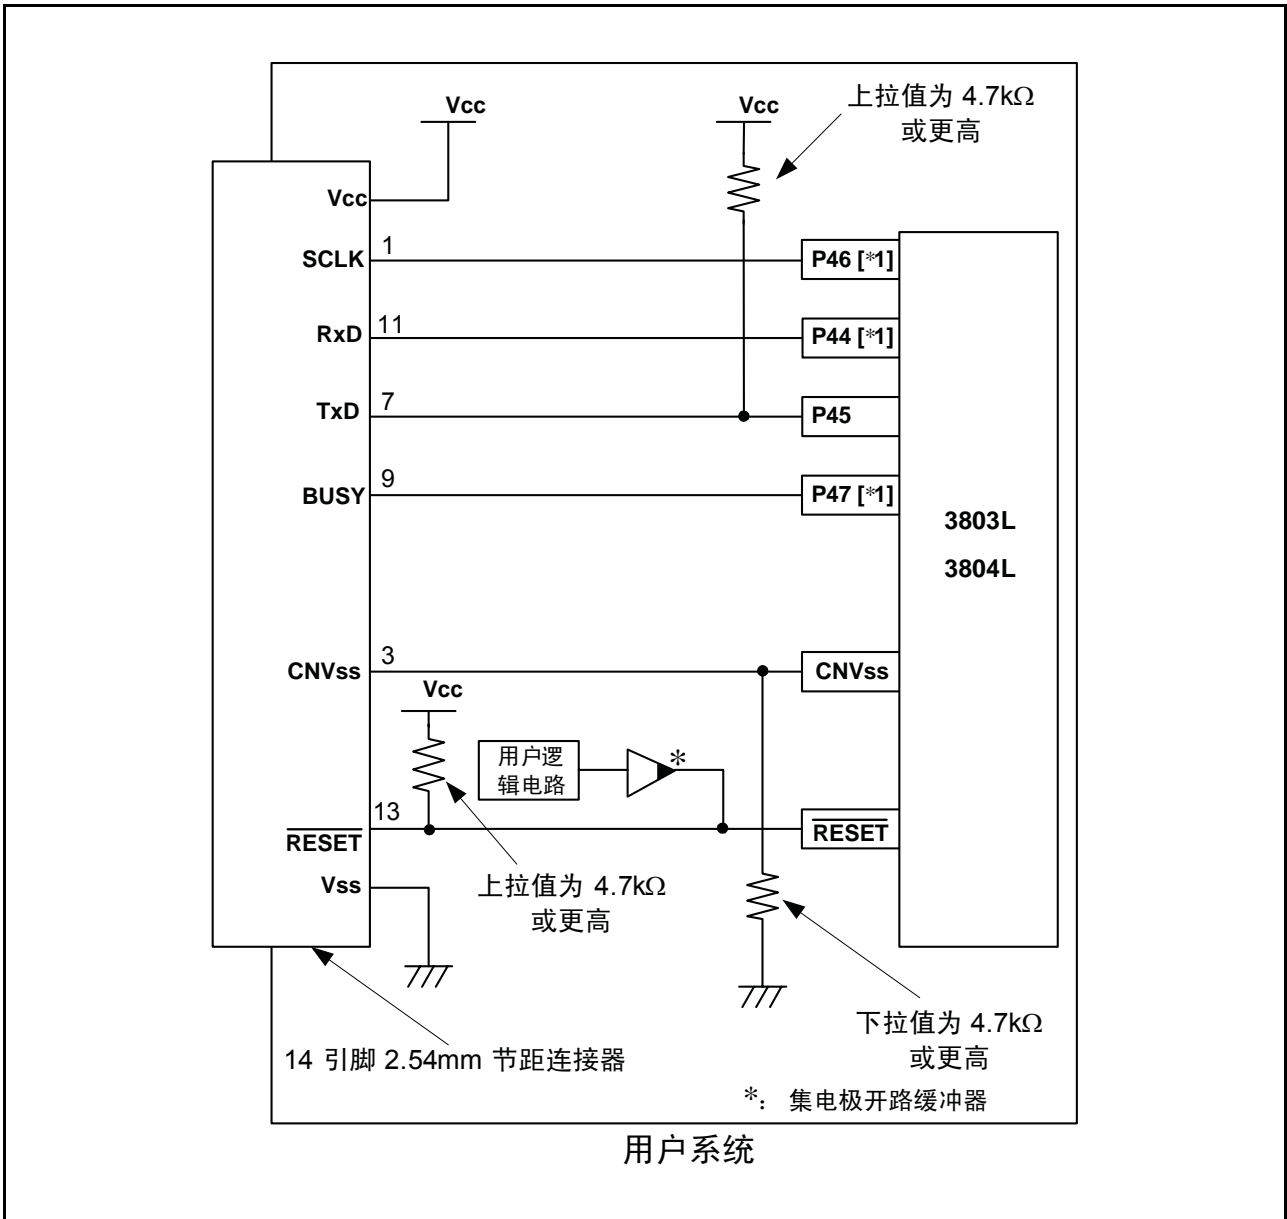 Vcc
Vcc
上拉值为 4.7kΩ
或更高
Vcc
SCLK
1
P46 [*1]
RxD
11
P44 [*1]
TxD
7
P45
BUSY
9
P47 [*1]
3803L
3804L
CNVss
3
CNVss
Vcc
用户逻
辑电路
*
13
RESET
RESET
Vss
上拉值为 4.7kΩ
或更高
下拉值为 4.7kΩ
或更高
14 引脚 2.54mm 节距连接器
*: 集电极开路缓冲器
用户系统